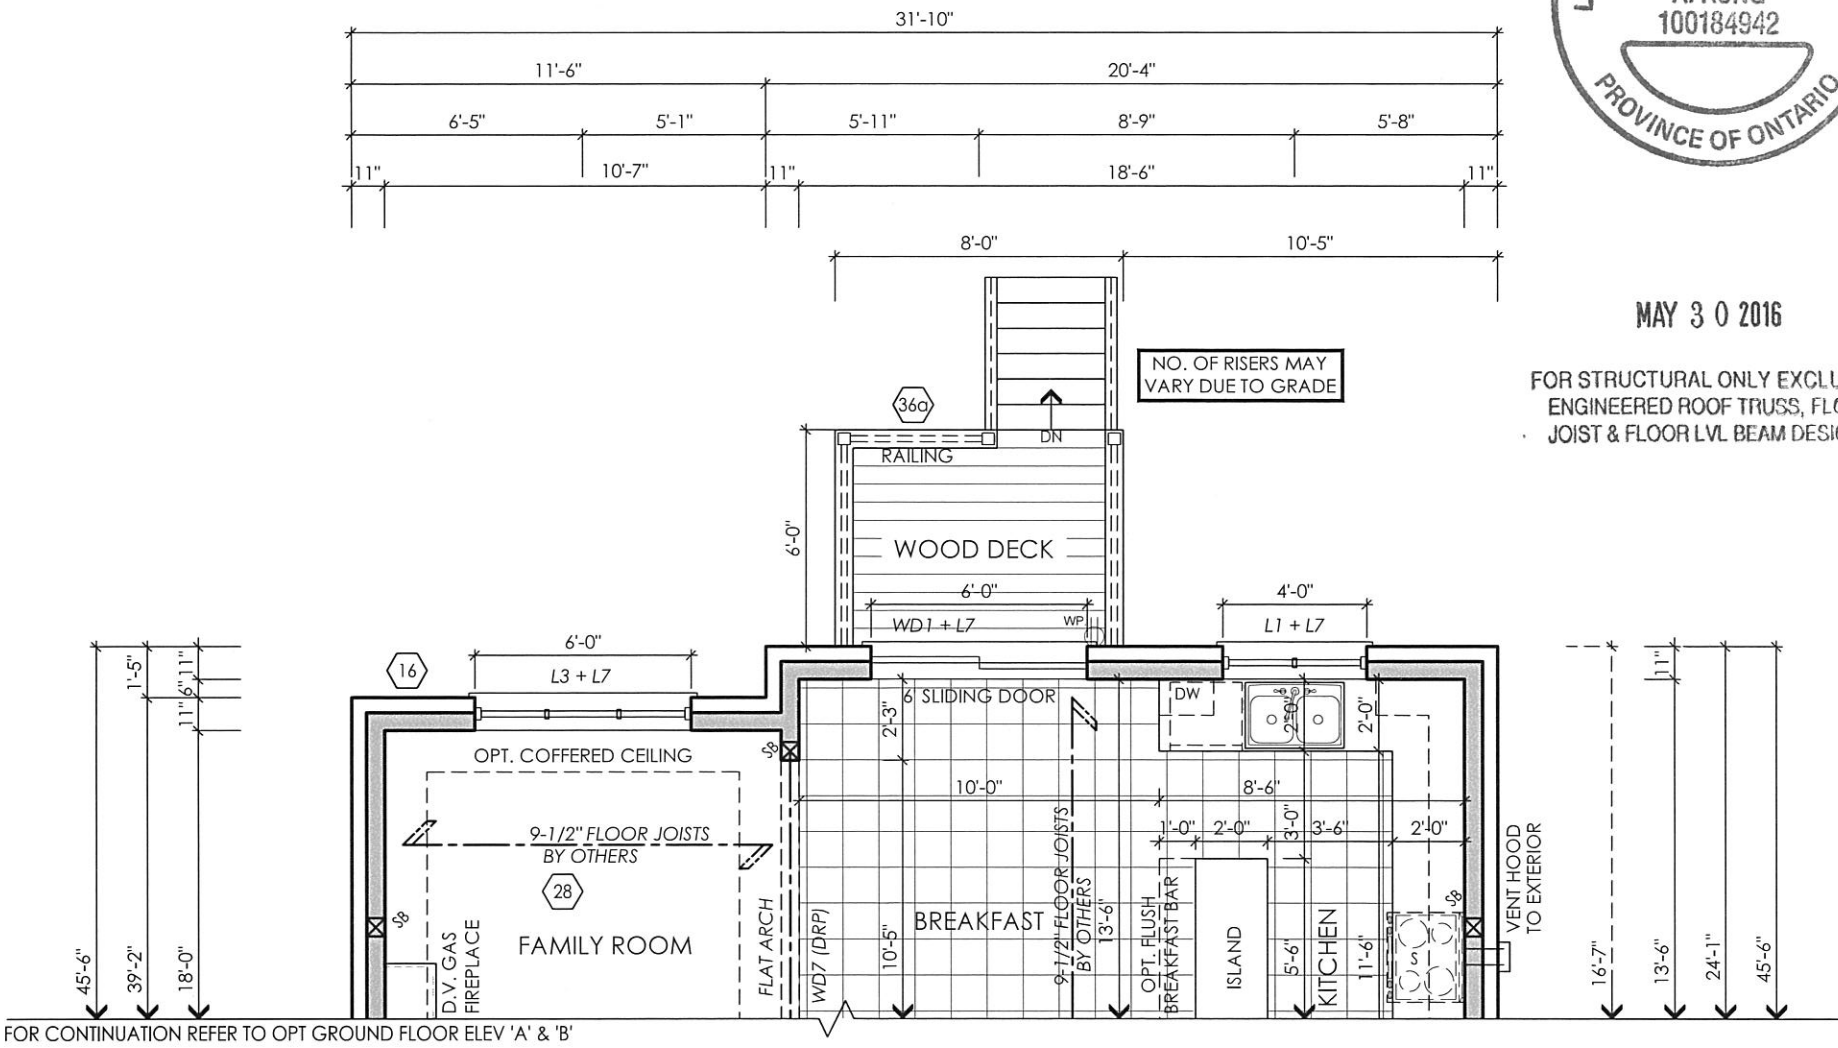 31'-10"
11'-6"
20'-4"
6'-5"
5'-1"
5'-11"
8'-9"
5'-8"
11"
10'-7"
11"
18'-6"
11"
8'-0"
10'-5"
100184942
PROVINCE OF ONTARIO
MAY 3 0 2016
FOR STRUCTURAL ONLY EXCLU
ENGINEERED ROOF TRUSS, FLO
JOIST & FLOOR LVL BEAM DESI
NO. OF RISERS MAY
VARY DUE TO GRADE
36a
DN
RAILING
6'-0"
WOOD DECK
6'-0"
4'-0"
WD1 + L7
WP
L1 + L7
6'-0"
L3 + L7
16
1'-5"
11"
6"
11"
11"
6' SLIDING DOOR
DW
2'-3"
2'-0"
2'-0"
OPT. COFFERED CEILING
SB
10'-0"
8'-6"
9-1/2" FLOOR JOISTS
BY OTHERS
1'-0"
2'-0"
3'-0"
3'-6"
2'-0"
28
FAMILY ROOM
BREAKFAST
9-1/2" FLOOR JOISTS
BY OTHERS
13'-6"
SB
D.V. GAS
FIREPLACE
FLAT ARCH
WD7 (DRP)
10'-5"
OPT. FLUSH
BREAKFAST BAR
ISLAND
5'-6"
KITCHEN
11'-6"
S
SB
VENT HOOD
TO EXTERIOR
45'-6"
39'-2"
18'-0"
16'-7"
13'-6"
24'-1"
45'-6"
FOR CONTINUATION REFER TO OPT GROUND FLOOR ELEV 'A' & 'B'